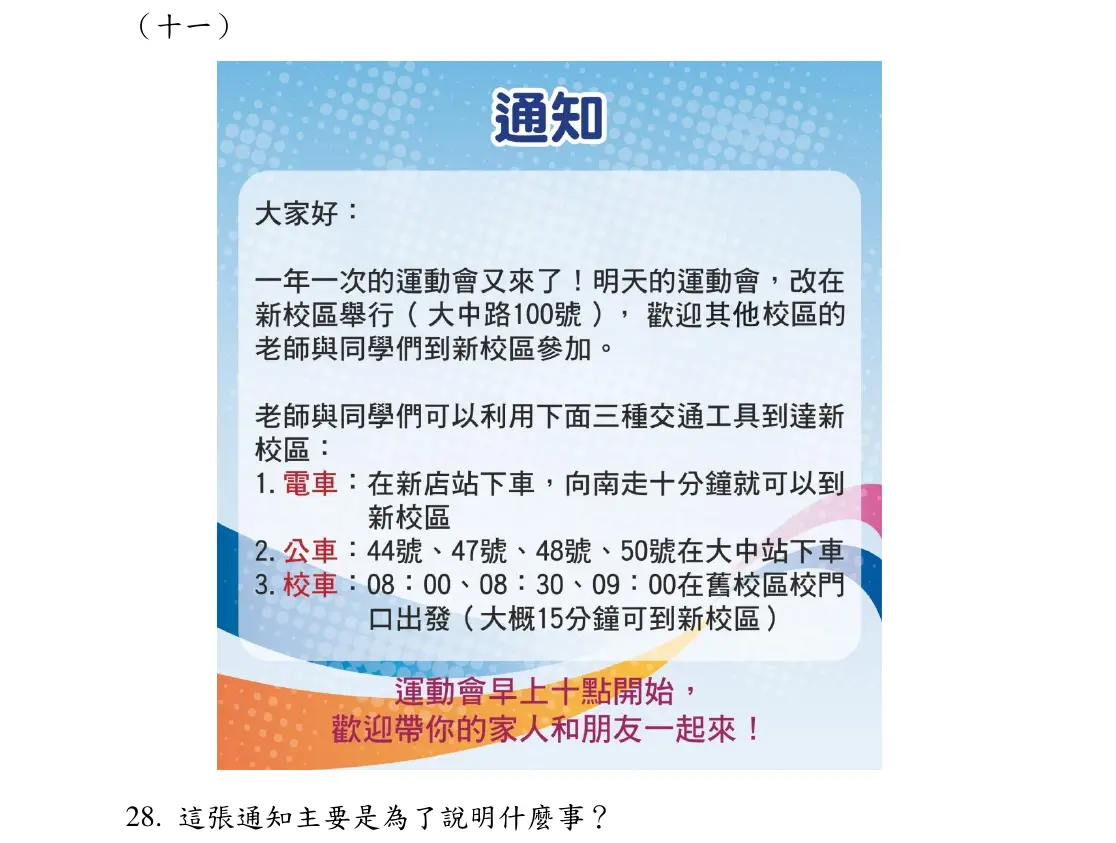 （十一）
通知
大家好：
一年一次的運動會又來了！明天的運動會，改在
新校區舉行（大中路100號），歡迎其他校區的
老師與同學們到新校區參加。
老師與同學們可以利用下面三種交通工具到達新
校區：
1. 電車：在新店站下車，向南走十分鐘就可以到
新校區
2. 公車：44號、47號、48號、50號在大中站下車
3. 校車：08：00、08：30、09：00在舊校區校門
口出發（大概15分鐘可到新校區）
運動會早上十點開始，
歡迎帶你的家人和朋友一起來！
28. 這張通知主要是為了說明什麼事？